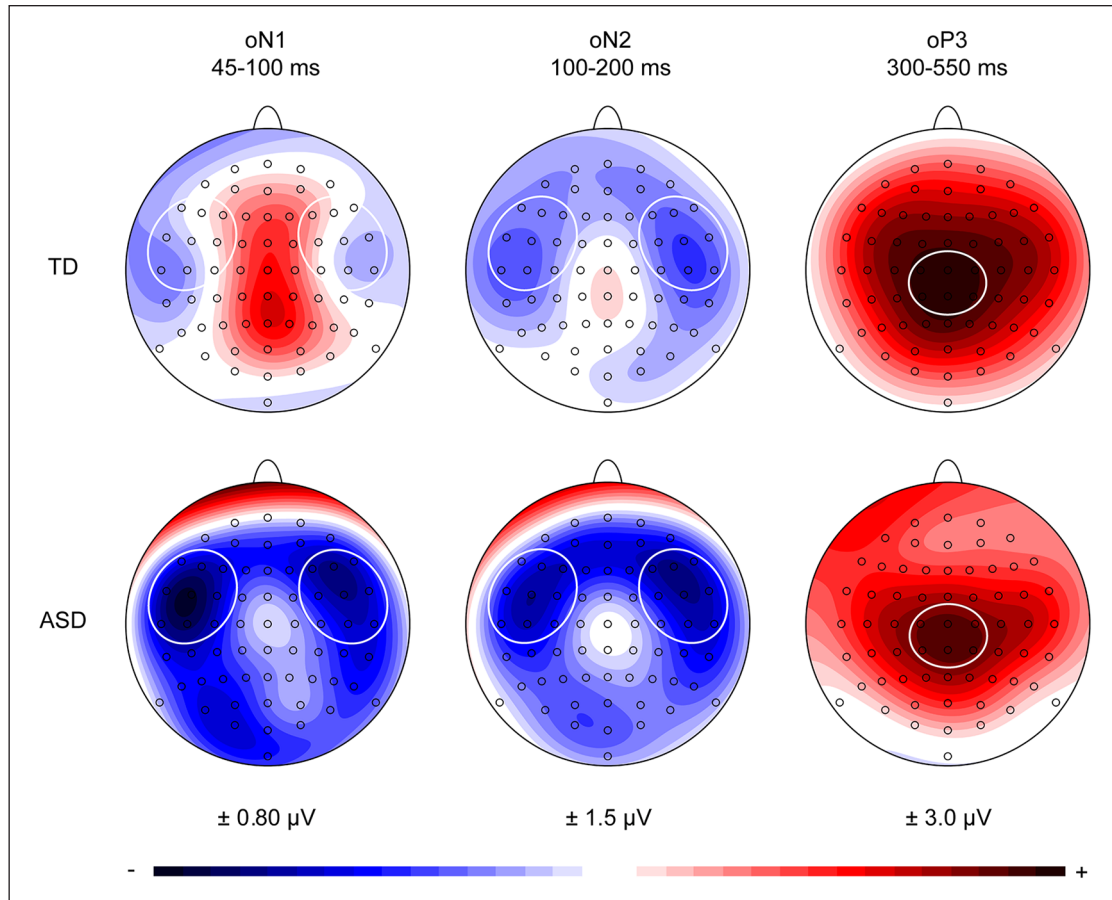 oN1
45-100 ms
oN2
100-200 ms
oP3
300-550 ms
TD
ASD
± 0.80 µV
± 1.5 µV
± 3.0 µV
-
+